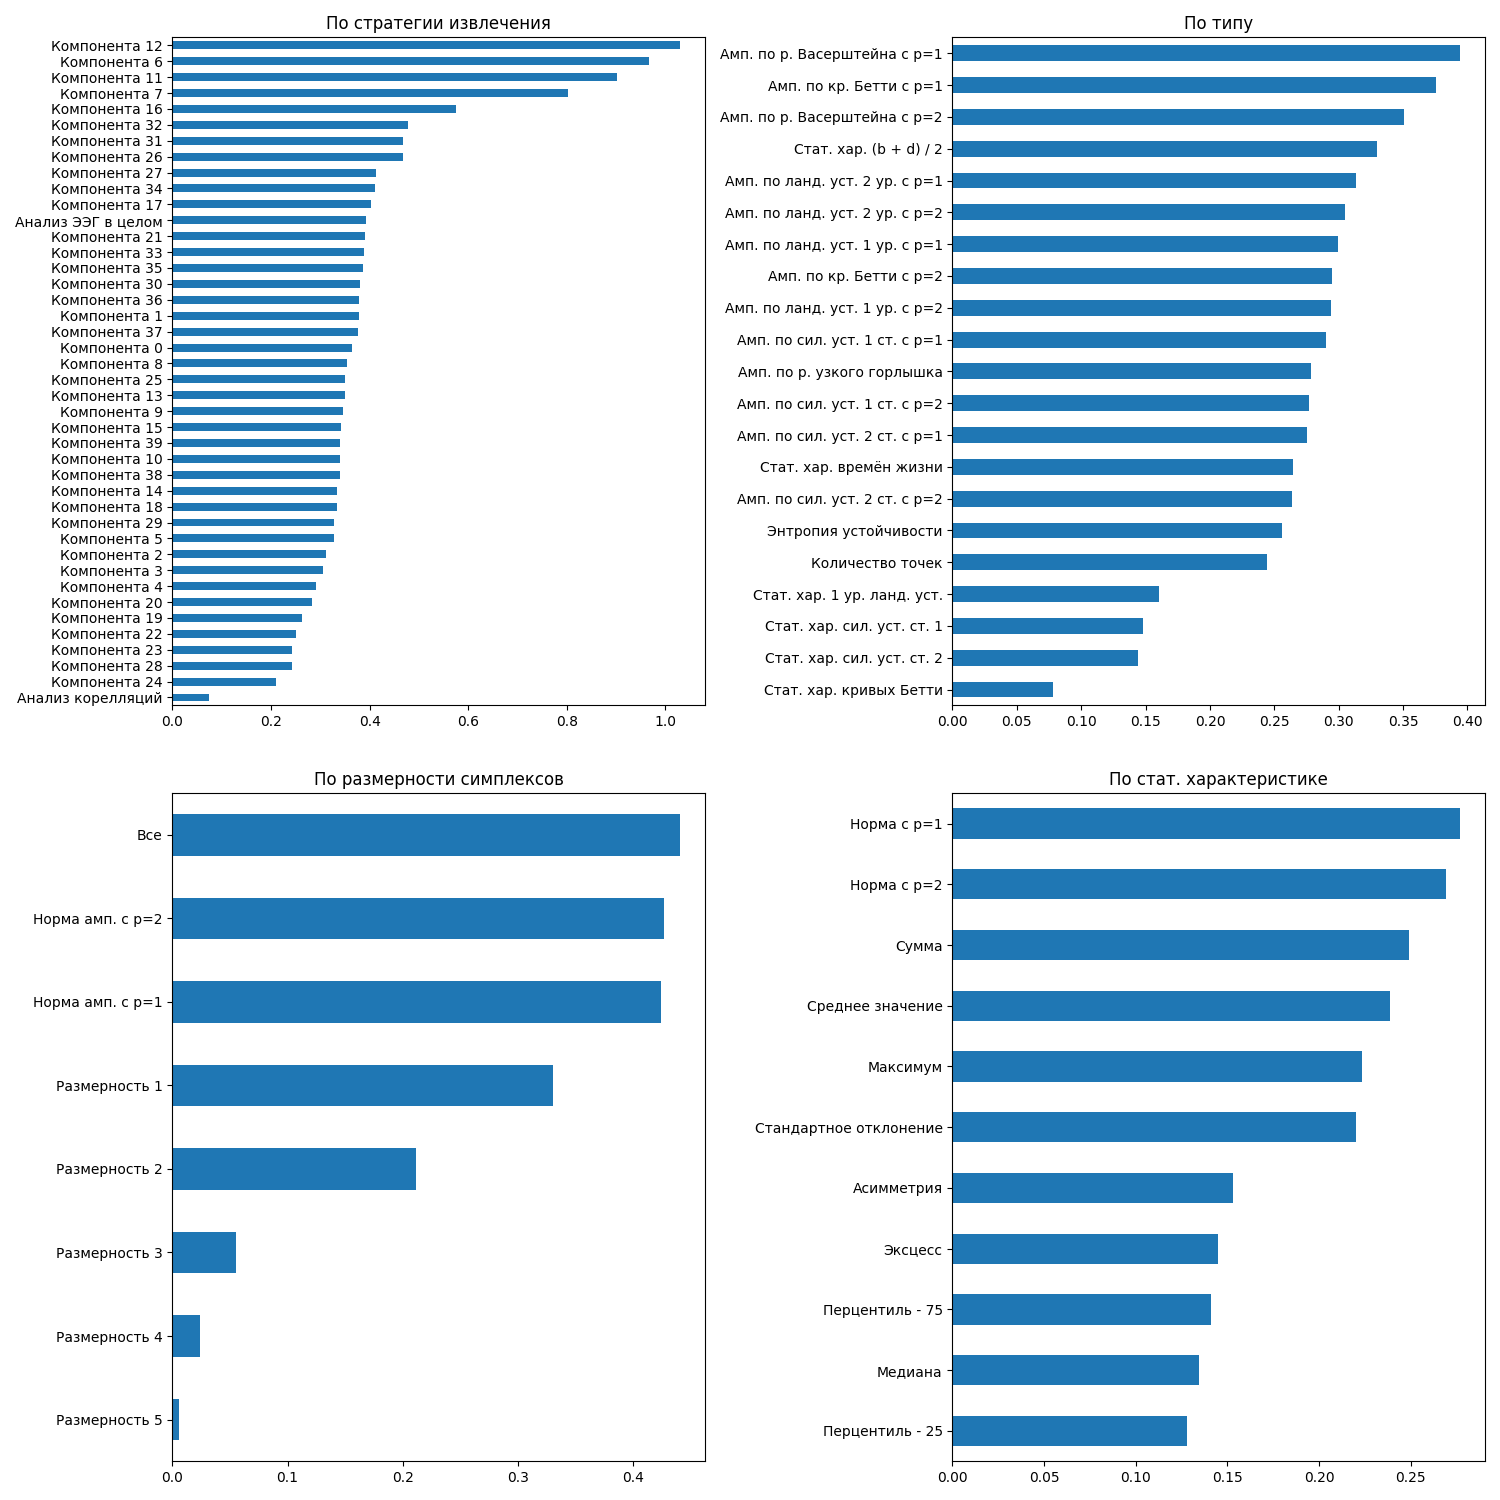 По стратегии извлечения
Компонента 12
Компонента 6
Компонента 11
Компонента 7
Компонента 16
Компонента 32
Компонента 31
Компонента 26
Компонента 27
Компонента 34
Компонента 17
Анализ ЭЭГ в целом
Компонента 21
Компонента 33
Компонента 35
Компонента 30
Компонента 36
Компонента 1
Компонента 37
Компонента 0
Компонента 8
Компонента 25
Компонента 13
Компонента 9
Компонента 15
Компонента 39
Компонента 10
Компонента 38
Компонента 14
Компонента 18
Компонента 29
Компонента 5
Компонента 2
Компонента 3
Компонента 4
Компонента 20
Компонента 19
Компонента 22
Компонента 23
Компонента 28
Компонента 24
Анализ корелляций
0.0 0.2 0.4 0.6 0.8 1.0
По типу
Амп. по р. Васерштейна с p=1
Амп. по кр. Бетти с p=1
Амп. по р. Васерштейна с p=2
Стат. хар. (b + d) / 2
Амп. по ланд. уст. 2 ур. с p=1
Амп. по ланд. уст. 2 ур. с p=2
Амп. по ланд. уст. 1 ур. с p=1
Амп. по кр. Бетти с p=2
Амп. по ланд. уст. 1 ур. с p=2
Амп. по сил. уст. 1 ст. с p=1
Амп. по р. узкого горлышка
Амп. по сил. уст. 1 ст. с p=2
Амп. по сил. уст. 2 ст. с p=1
Стат. хар. времён жизни
Амп. по сил. уст. 2 ст. с p=2
Энтропия устойчивости
Количество точек
Стат. хар. 1 ур. ланд. уст.
Стат. хар. сил. уст. ст. 1
Стат. хар. сил. уст. ст. 2
Стат. хар. кривых Бетти
0.00 0.05 0.10 0.15 0.20 0.25 0.30 0.35 0.40
По размерности симплексов
Все
Норма амп. с p=2
Норма амп. с p=1
Размерность 1
Размерность 2
Размерность 3
Размерность 4
Размерность 5
0.0 0.1 0.2 0.3 0.4
По стат. характеристике
Норма с p=1
Норма с p=2
Сумма
Среднее значение
Максимум
Стандартное отклонение
Асимметрия
Эксцесс
Перцентиль - 75
Медиана
Перцентиль - 25
0.00 0.05 0.10 0.15 0.20 0.25